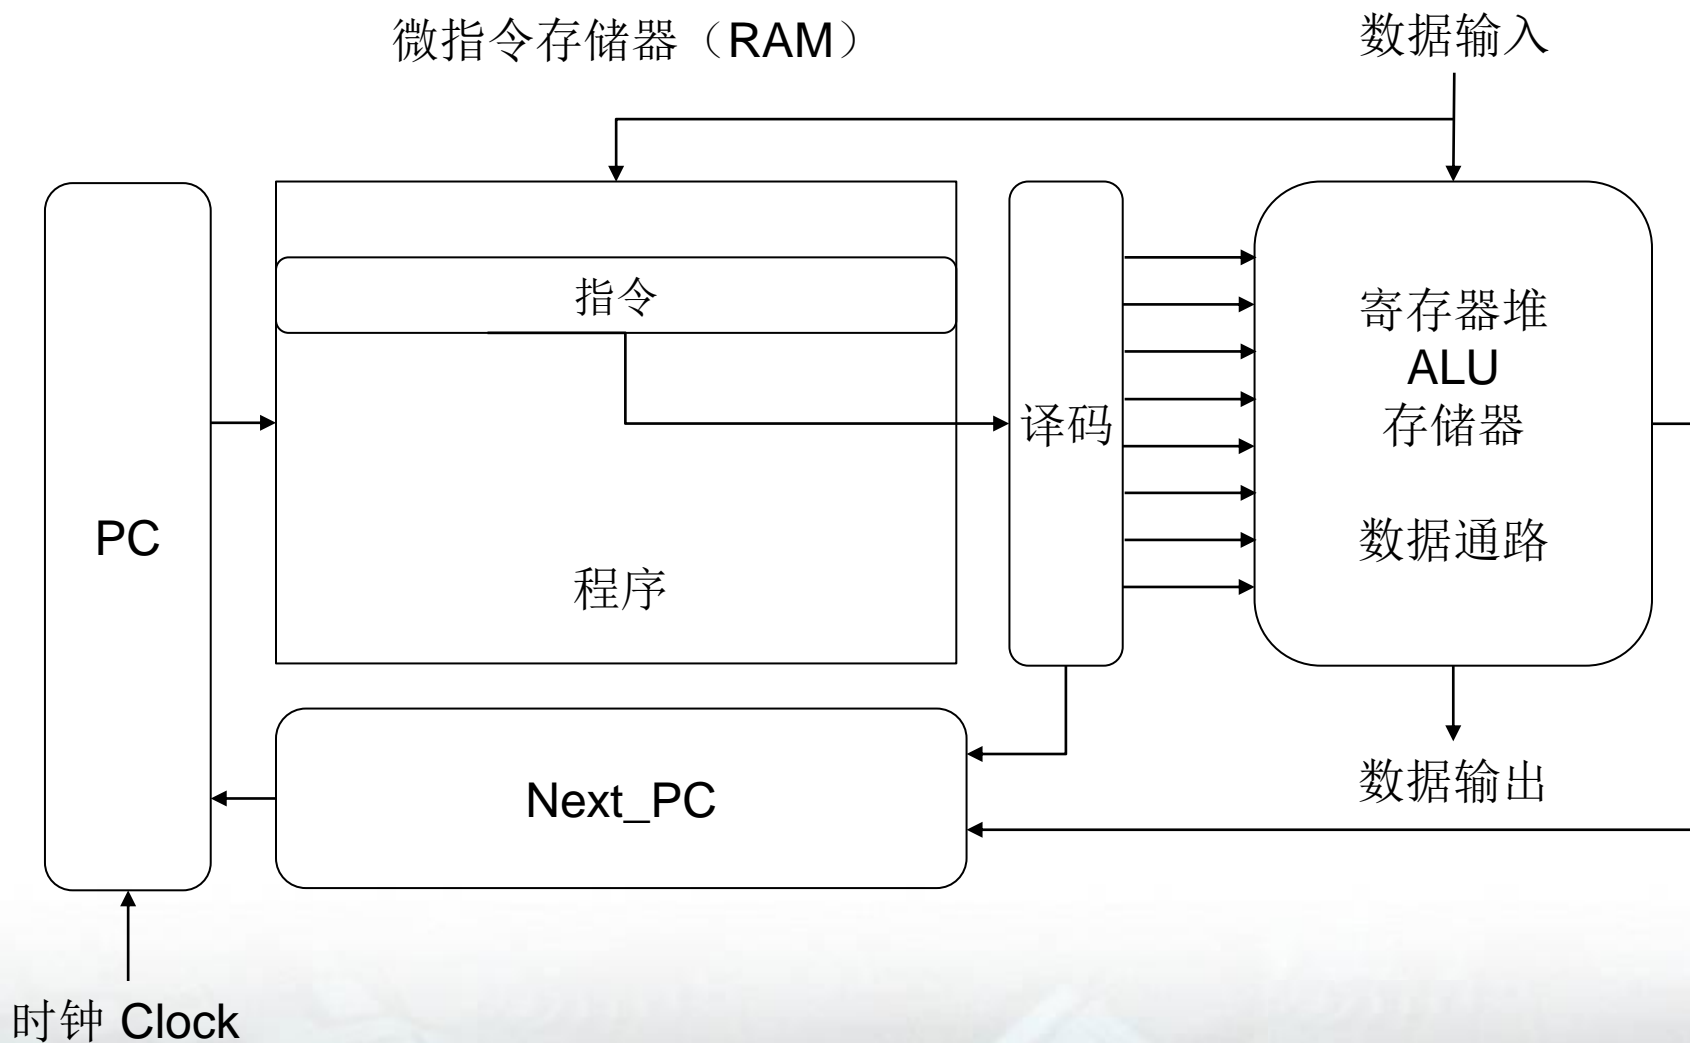 微指令存储器（RAM）
数据输入
指令
寄存器堆
ALU
存储器
数据通路
译码
PC
程序
Next_PC
数据输出
时钟 Clock